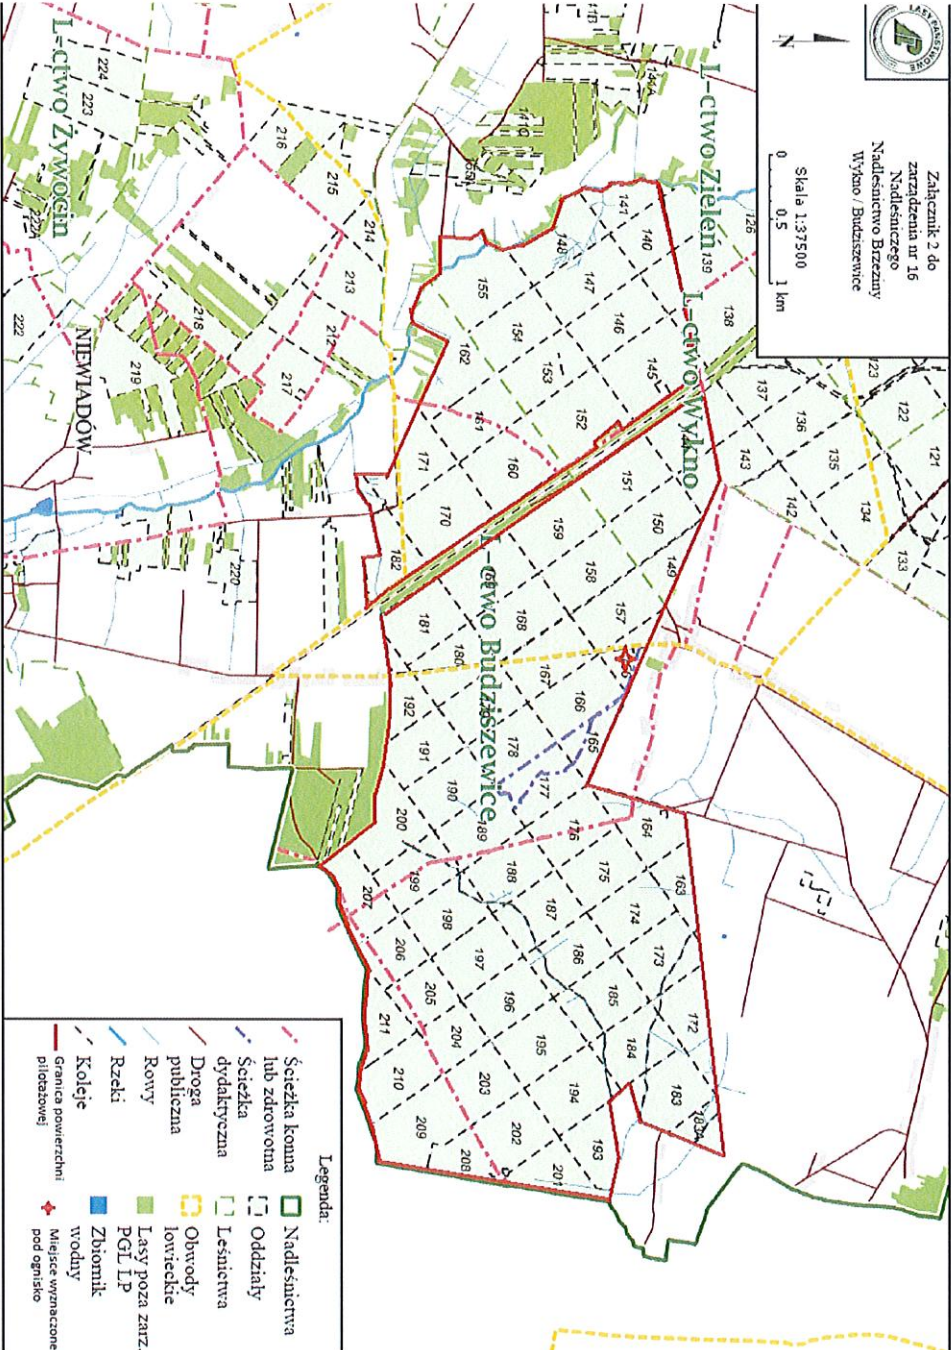 LASY PAŃSTWOWE
N
Załącznik 2 do
zarządzenia nr 16
Nadleśniczego
Nadleśnictwo Brzeziny
Wykno / Budziszewice
Skala 1:37500
0 0.5 1 km
L-ctwo Zieleń
L-ctwo Wykno
L-ctwo Budziszewice
L-ctwo Żywocin
NIEWIADÓW
121
122
133
134
135
136
137
142
143
126
138
139
140
141
144A
145
146
147
148
149
150
151
152
153
154
155
157
158
159
160
161
162
163
164
165
166
167
168
170
171
172
173
174
175
176
177
178
180
181
182
183
183A
184
185
186
187
188
189
190
191
192
193
194
195
196
197
198
199
200
201
202
203
204
205
206
207
208
209
210
211
212
213
214
215
216
217
218
219
220
222
222A
223
224
Legenda:
Ścieżka konna
lub zdrowotna
Ścieżka
dydaktyczna
Droga
publiczna
Rowy
Rzeki
Koleje
Granica powierzchni
pilotażowej
Nadleśnictwa
Oddziały
Leśnictwa
Obwody
łowieckie
Lasy poza zarz.
PGL LP
Zbiornik
wodny
Miejsce wyznaczone
pod ognisko